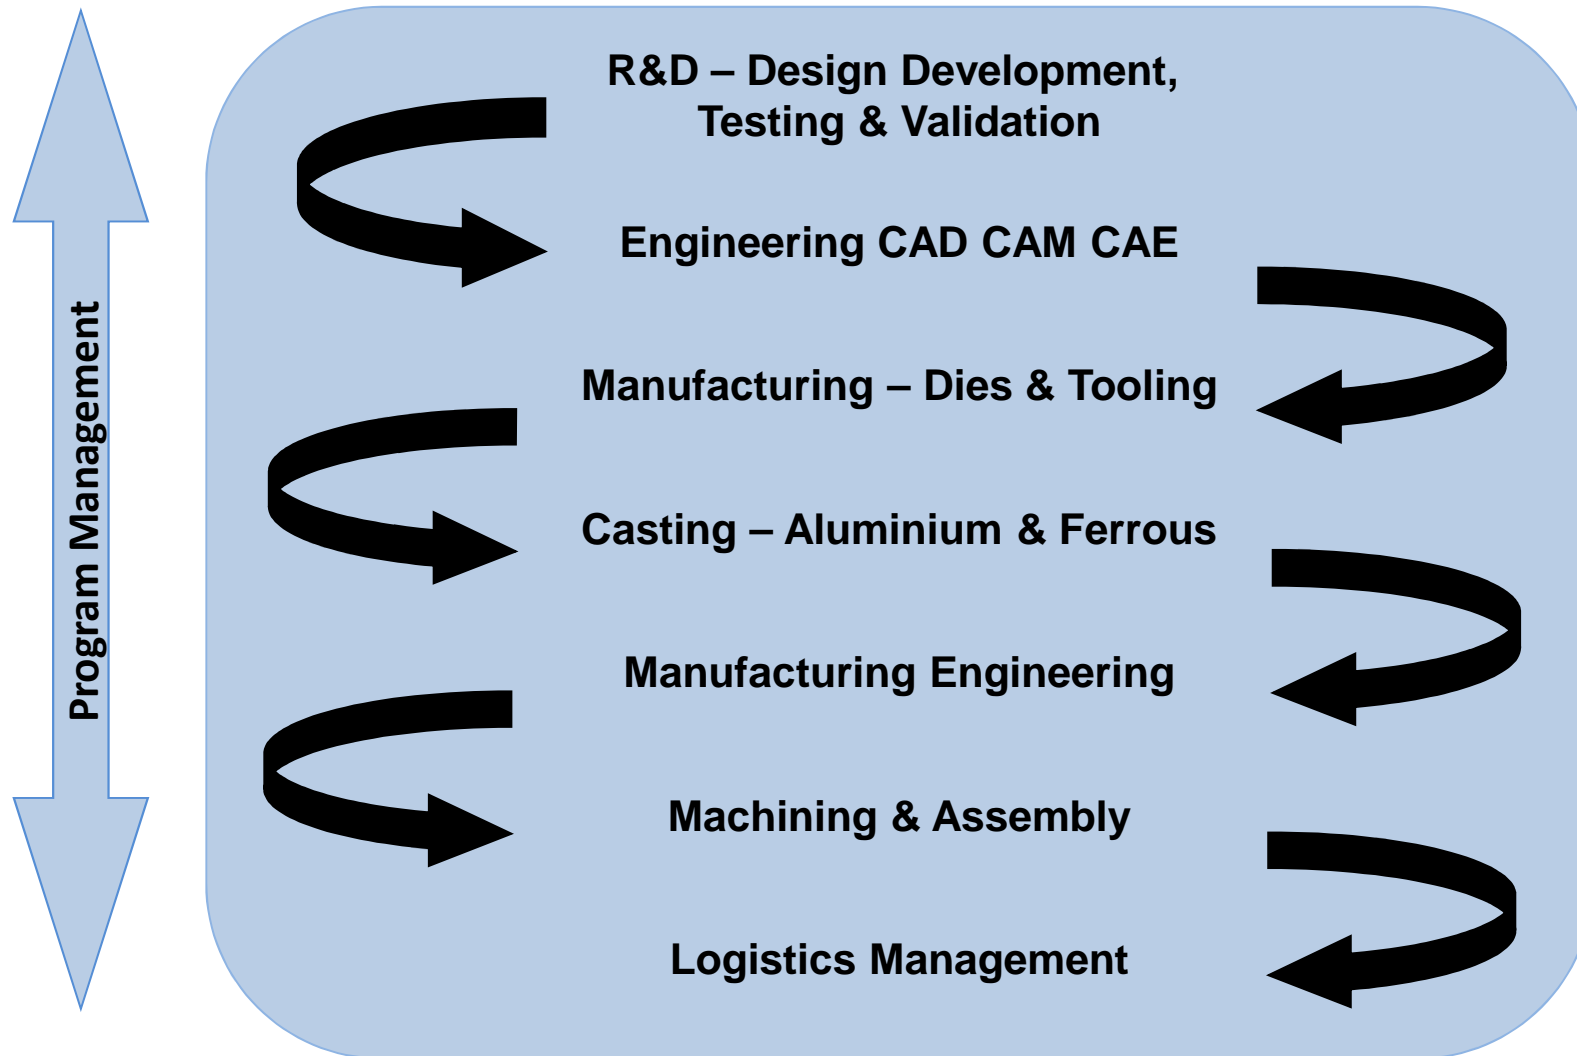 R&D – Design Development,
Testing & Validation
Engineering CAD CAM CAE
Manufacturing – Dies & Tooling
Casting – Aluminium & Ferrous
Manufacturing Engineering
Machining & Assembly
Logistics Management
Program Management